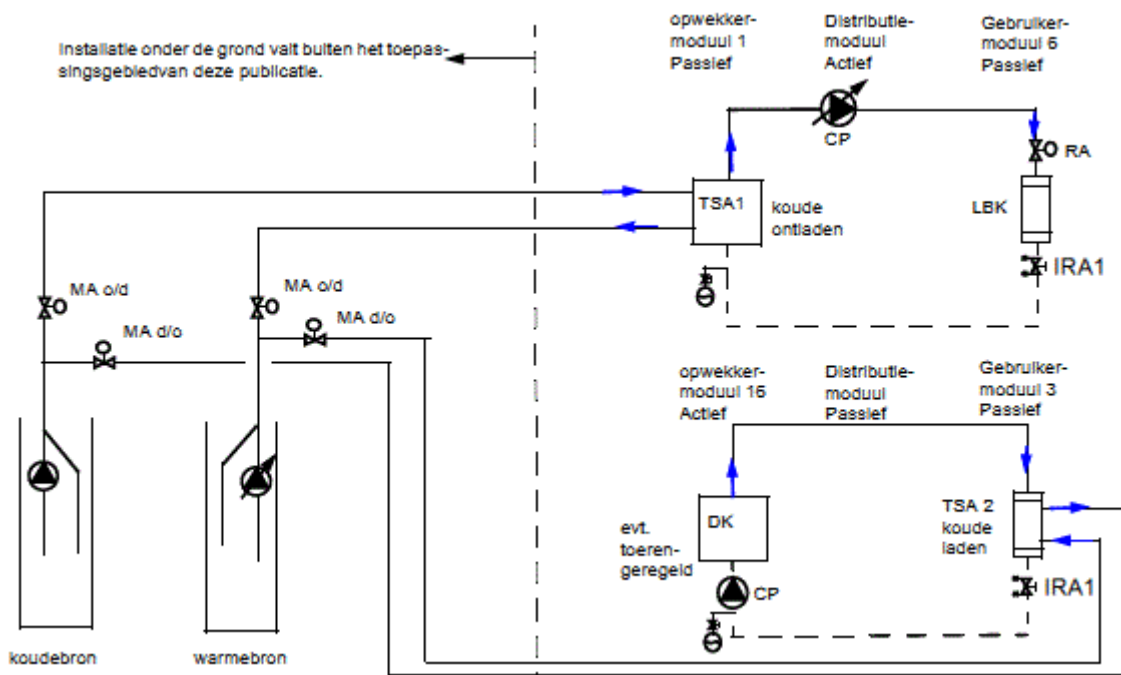 opwekker-
moduul 1
Passief
Distributie-
moduul
Actief
Gebruiker-
moduul 6
Passief
Installatie onder de grond valt buiten het toepas-
singsgebiedvan deze publicatie.
CP
RA
TSA1
koude
ontladen
LBK
IRA1
MA o/d
MA o/d
MA d/o
MA d/o
opwekker-
moduul 16
Actief
Distributie-
moduul
Passief
Gebruiker-
moduul 3
Passief
evt.
toeren-
geregeld
DK
TSA 2
koude
laden
CP
IRA1
koudebron
warmebron